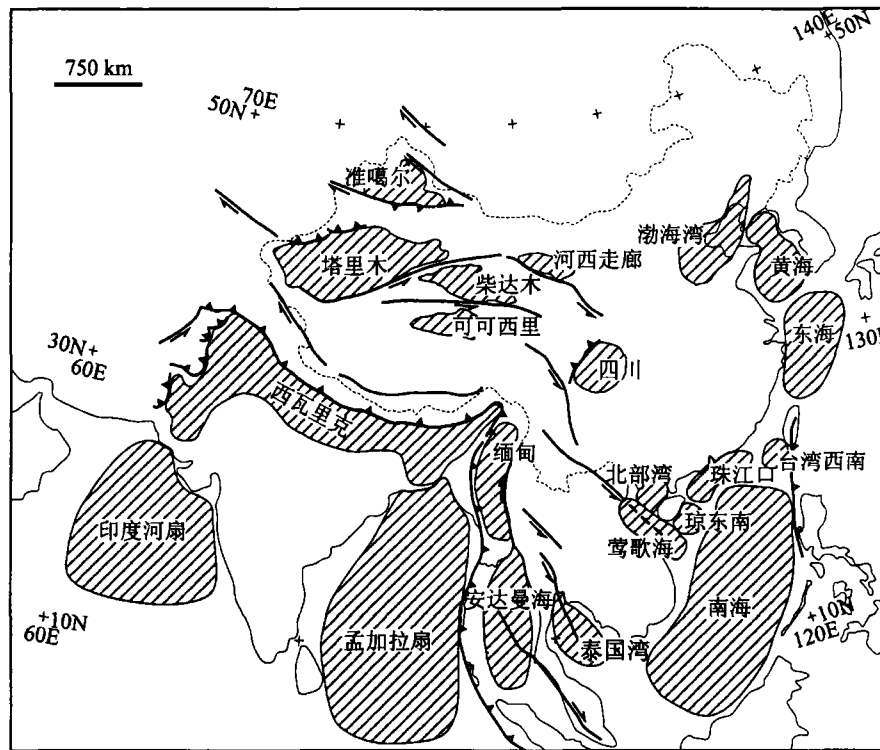 140E
+50N
750 km
70E
50N+
准噶尔
渤海湾
塔里木
河西走廊
黄海
柴达木
可可西里
东海
130E
30N+
60E
四川
西瓦里克
缅甸
北部湾
珠江口
台湾西南
印度河扇
琼东南
莺歌海
安达曼海
南海
+10N
60E
+10N
120E
孟加拉扇
泰国湾